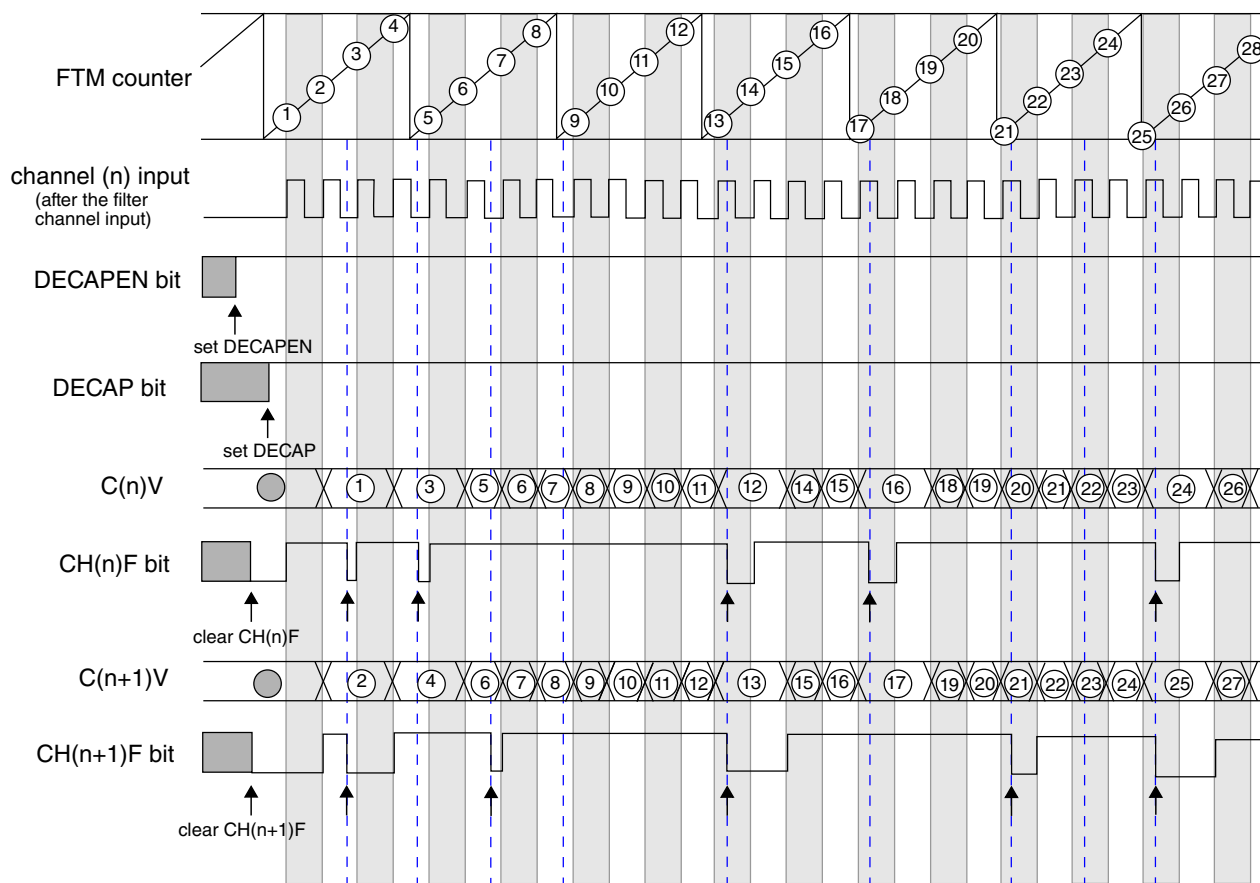 FTM counter
1 2 3 4 5 6 7 8 9 10 11 12 13 14 15 16 17 18 19 20 21 22 23 24 25 26 27 28
channel (n) input
(after the filter
channel input)
DECAPEN bit
set DECAPEN
DECAP bit
set DECAP
C(n)V 1 3 5 6 7 8 9 10 11 12 14 15 16 18 19 20 21 22 23 24 26
CH(n)F bit
clear CH(n)F
C(n+1)V 2 4 6 7 8 9 10 11 12 13 15 16 17 19 20 21 22 23 24 25 27
CH(n+1)F bit
clear CH(n+1)F